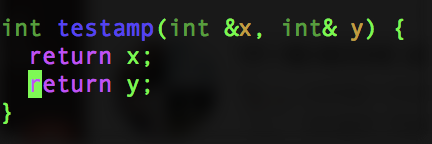 int testamp(int &x, int& y) {
  return x;
  return y;
}